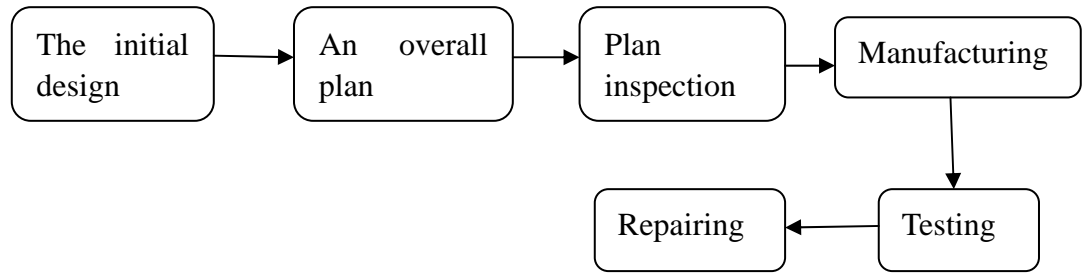 The initial
design
An overall
plan
Plan
inspection
Manufacturing
Repairing
Testing